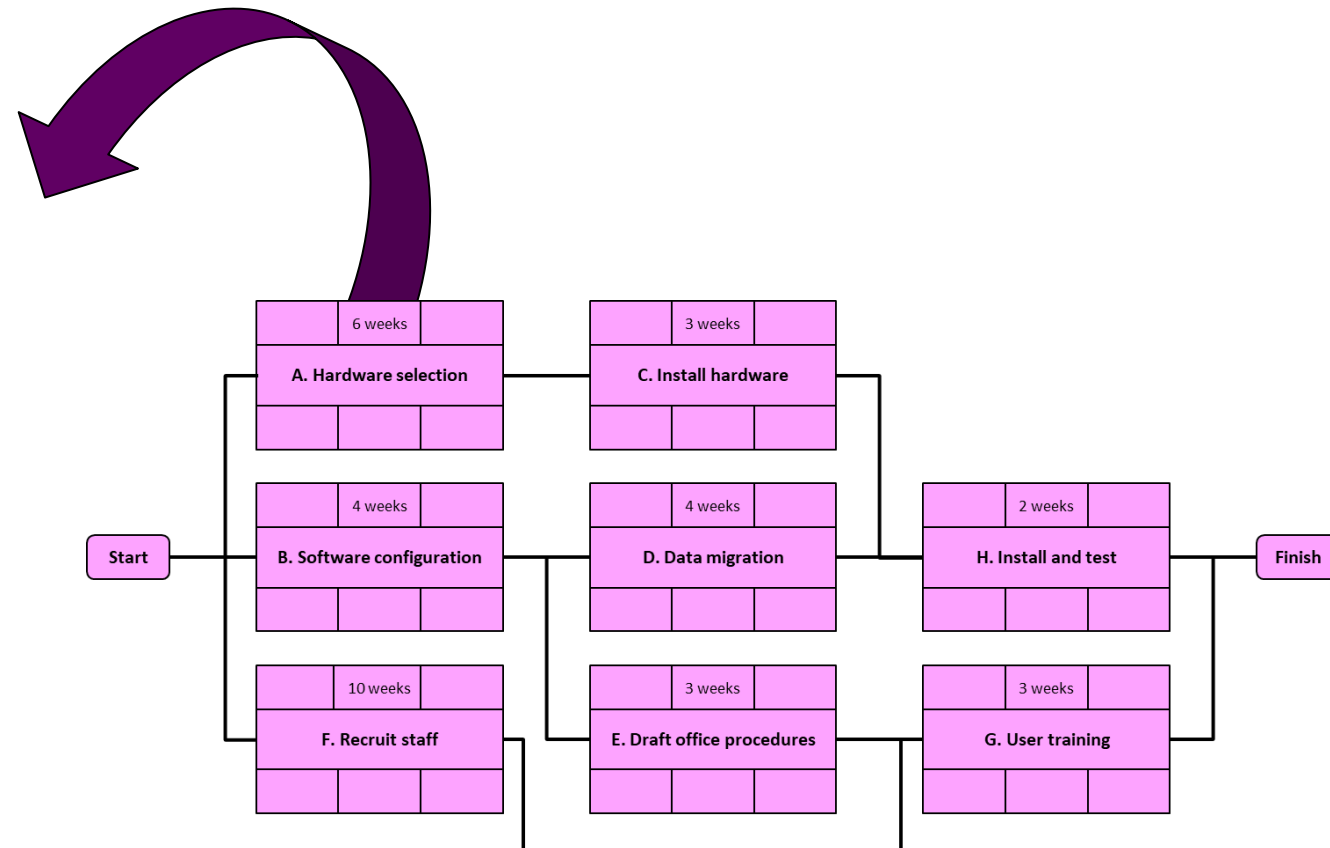 6 weeks
A. Hardware selection
3 weeks
C. Install hardware
Start
4 weeks
B. Software configuration
4 weeks
D. Data migration
2 weeks
H. Install and test
Finish
10 weeks
F. Recruit staff
3 weeks
E. Draft office procedures
3 weeks
G. User training